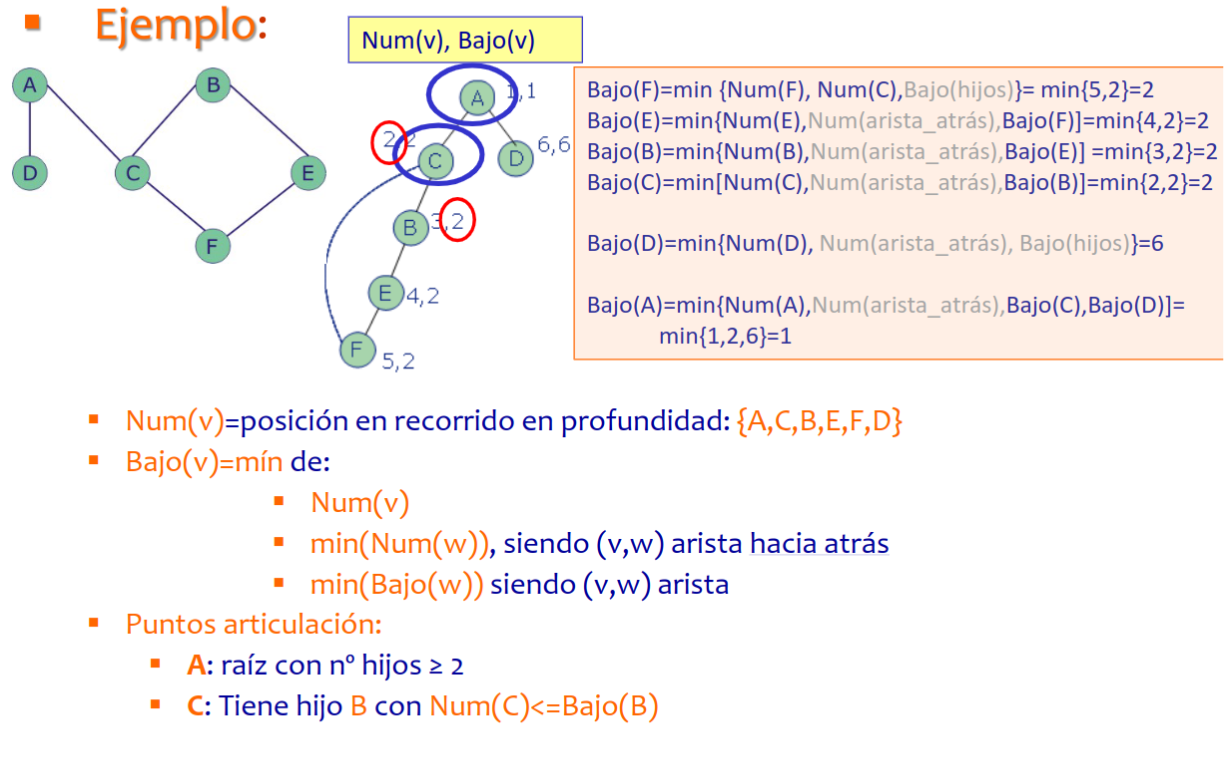 Ejemplo:
Num(v), Bajo(v)
A
B
D
C
E
F
A 1,1
2,2
C
D 6,6
B 3,2
E 4,2
F 5,2
Bajo(F)=min {Num(F), Num(C),Bajo(hijos)}= min{5,2}=2
Bajo(E)=min{Num(E),Num(arista_atrás),Bajo(F)]=min{4,2}=2
Bajo(B)=min{Num(B),Num(arista_atrás),Bajo(E)] =min{3,2}=2
Bajo(C)=min[Num(C),Num(arista_atrás),Bajo(B)]=min{2,2}=2
Bajo(D)=min{Num(D), Num(arista_atrás), Bajo(hijos)}=6
Bajo(A)=min{Num(A),Num(arista_atrás),Bajo(C),Bajo(D)]=
min{1,2,6}=1
Num(v)=posición en recorrido en profundidad: {A,C,B,E,F,D}
Bajo(v)=mín de:
Num(v)
min(Num(w)), siendo (v,w) arista hacia atrás
min(Bajo(w)) siendo (v,w) arista
Puntos articulación:
A: raíz con nº hijos ≥ 2
C: Tiene hijo B con Num(C)<=Bajo(B)